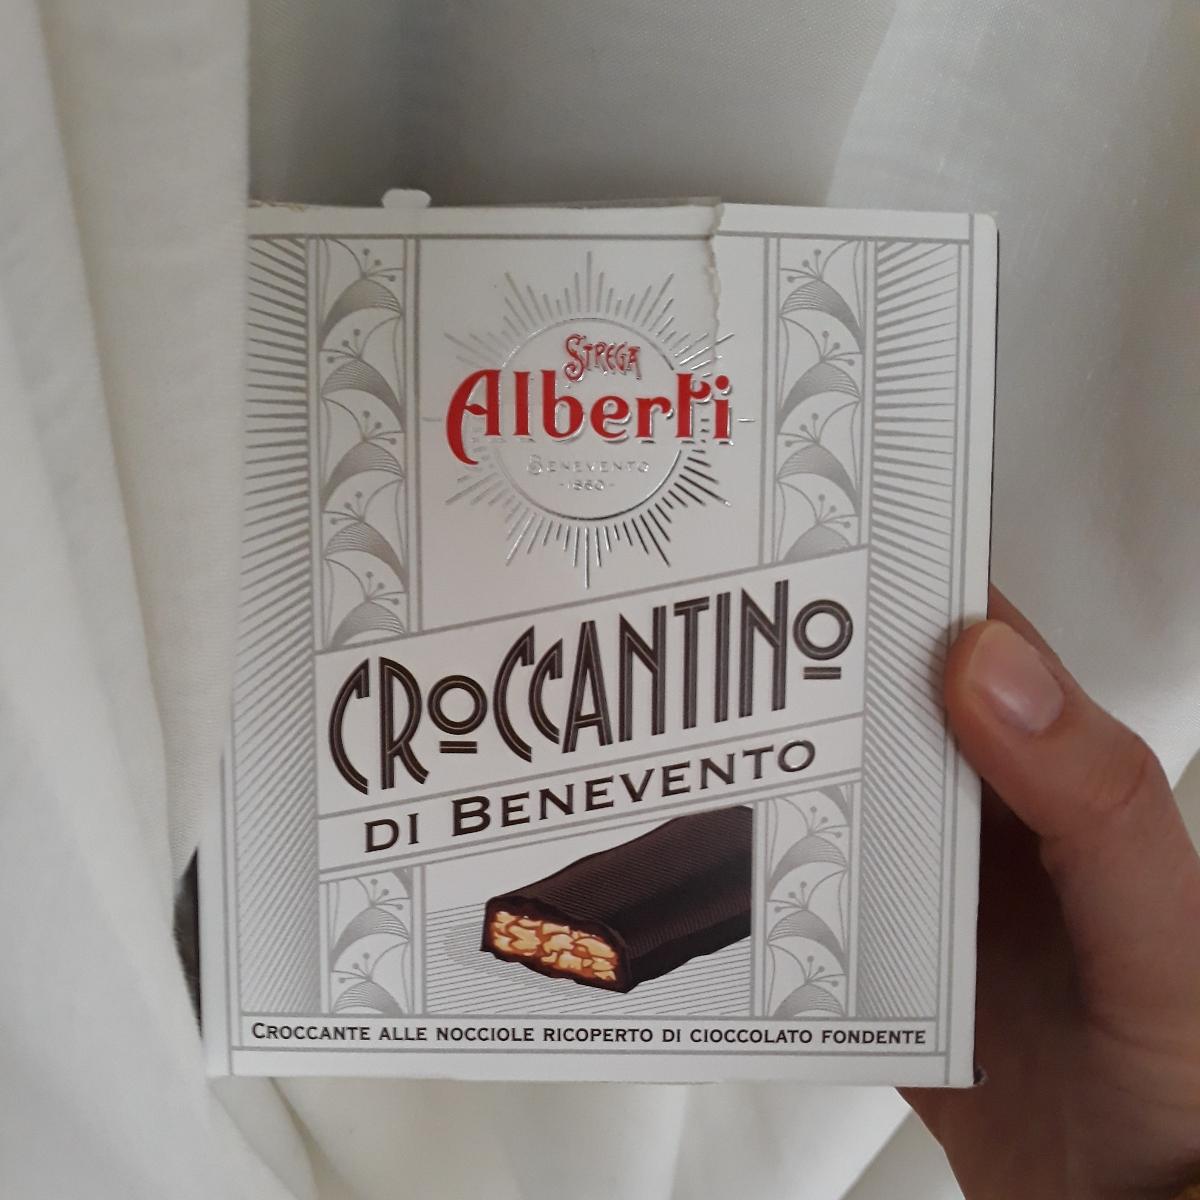 Strega
Alberti
Benevento
-1860-
CRoCCANTINo
DI BENEVENTO
CROCCANTE ALLE NOCCIOLE RICOPERTO DI CIOCCOLATO FONDENTE